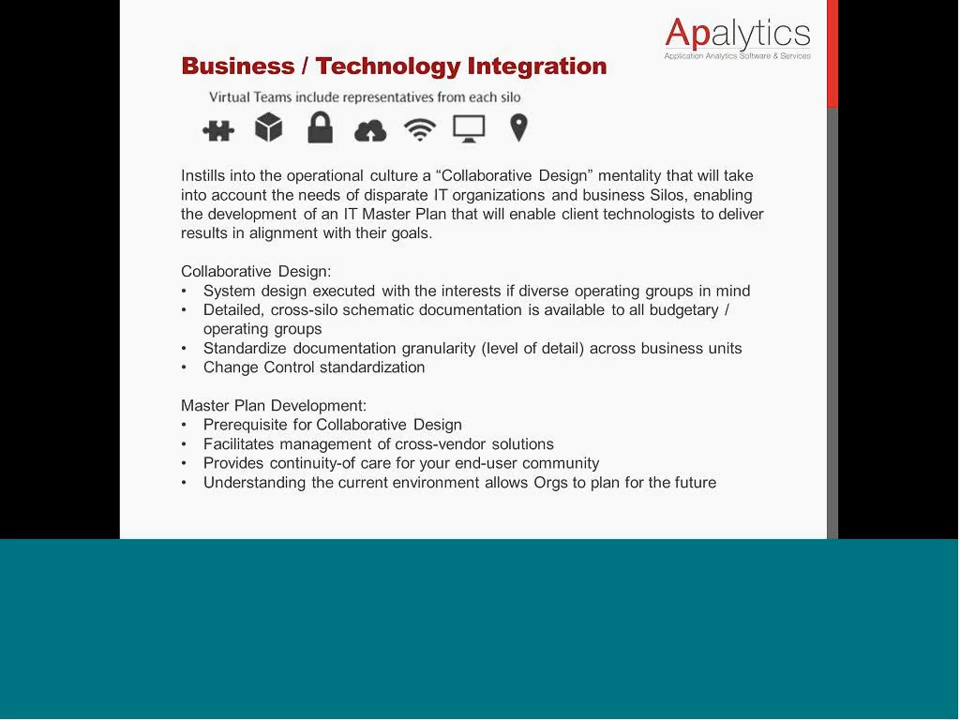 Apalytics
Application Analytics Software & Services
Business / Technology Integration
Virtual Teams include representatives from each silo
Instills into the operational culture a “Collaborative Design” mentality that will take
into account the needs of disparate IT organizations and business Silos, enabling
the development of an IT Master Plan that will enable client technologists to deliver
results in alignment with their goals.
Collaborative Design:
• System design executed with the interests if diverse operating groups in mind
• Detailed, cross-silo schematic documentation is available to all budgetary /
operating groups
• Standardize documentation granularity (level of detail) across business units
• Change Control standardization
Master Plan Development:
• Prerequisite for Collaborative Design
• Facilitates management of cross-vendor solutions
• Provides continuity-of care for your end-user community
• Understanding the current environment allows Orgs to plan for the future